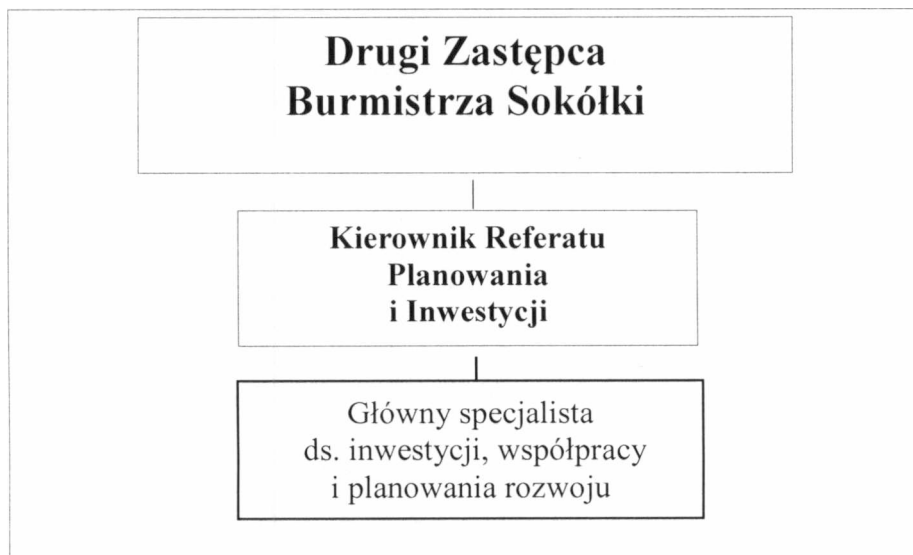 Drugi Zastępca
Burmistrza Sokółki
Kierownik Referatu
Planowania
i Inwestycji
Główny specjalista
ds. inwestycji, współpracy
i planowania rozwoju